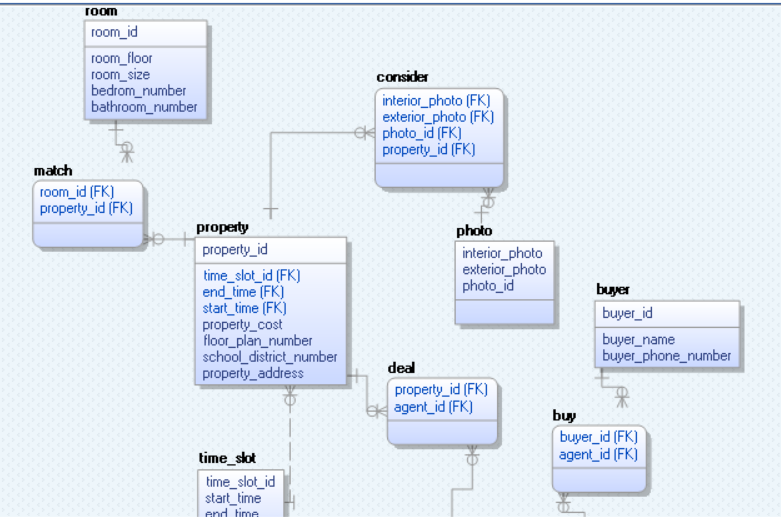 room
room_id
room_floor
room_size
bedrom_number
bathroom_number
consider
interior_photo (FK)
exterior_photo (FK)
photo_id (FK)
property_id (FK)
match
room_id (FK)
property_id (FK)
property
property_id
time_slot_id (FK)
end_time (FK)
start_time (FK)
property_cost
floor_plan_number
school_district_number
property_address
photo
interior_photo
exterior_photo
photo_id
buyer
buyer_id
buyer_name
buyer_phone_number
deal
property_id (FK)
agent_id (FK)
buy
buyer_id (FK)
agent_id (FK)
time_slot
time_slot_id
start_time
end_time